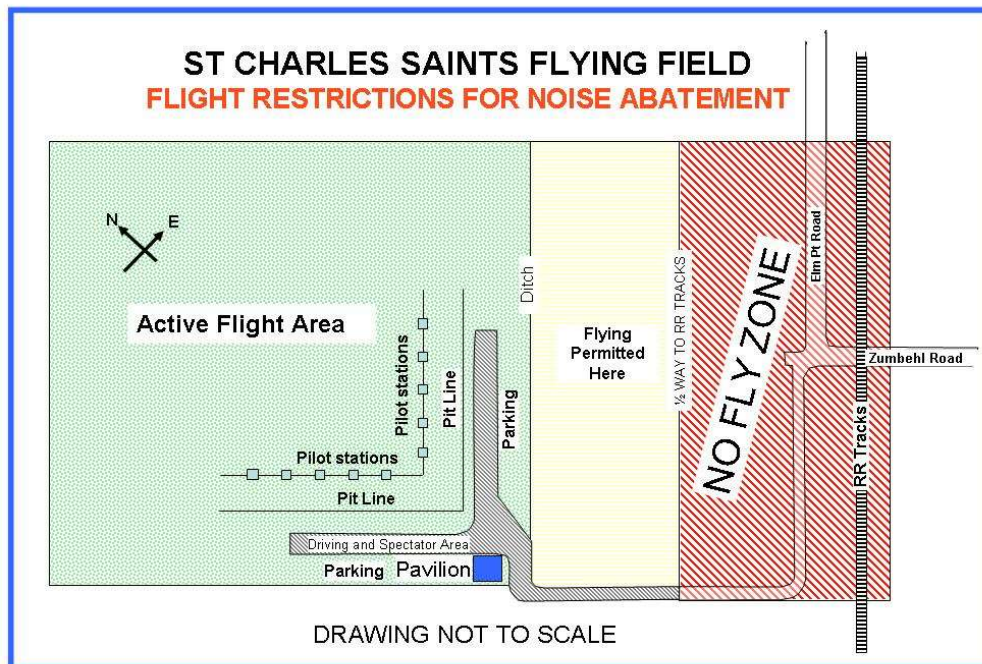 ST CHARLES SAINTS FLYING FIELD
FLIGHT RESTRICTIONS FOR NOISE ABATEMENT
N
E
Active Flight Area
Pilot stations
Pit Line
Pilot stations
Pit Line
Parking
Ditch
Flying
Permitted
Here
½ WAY TO RR TRACKS
NO FLY ZONE
Elm Pt Road
Zumbehl Road
RR Tracks
Driving and Spectator Area
Parking
Pavilion
DRAWING NOT TO SCALE